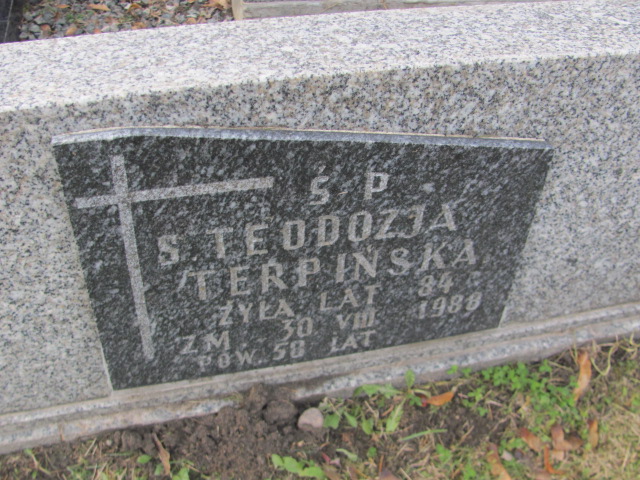 Ś P
S. TEODOZJA
TERPIŃSKA
ŻYŁA LAT 84
ZM. 30 VIII 1988
POW. 58 LAT